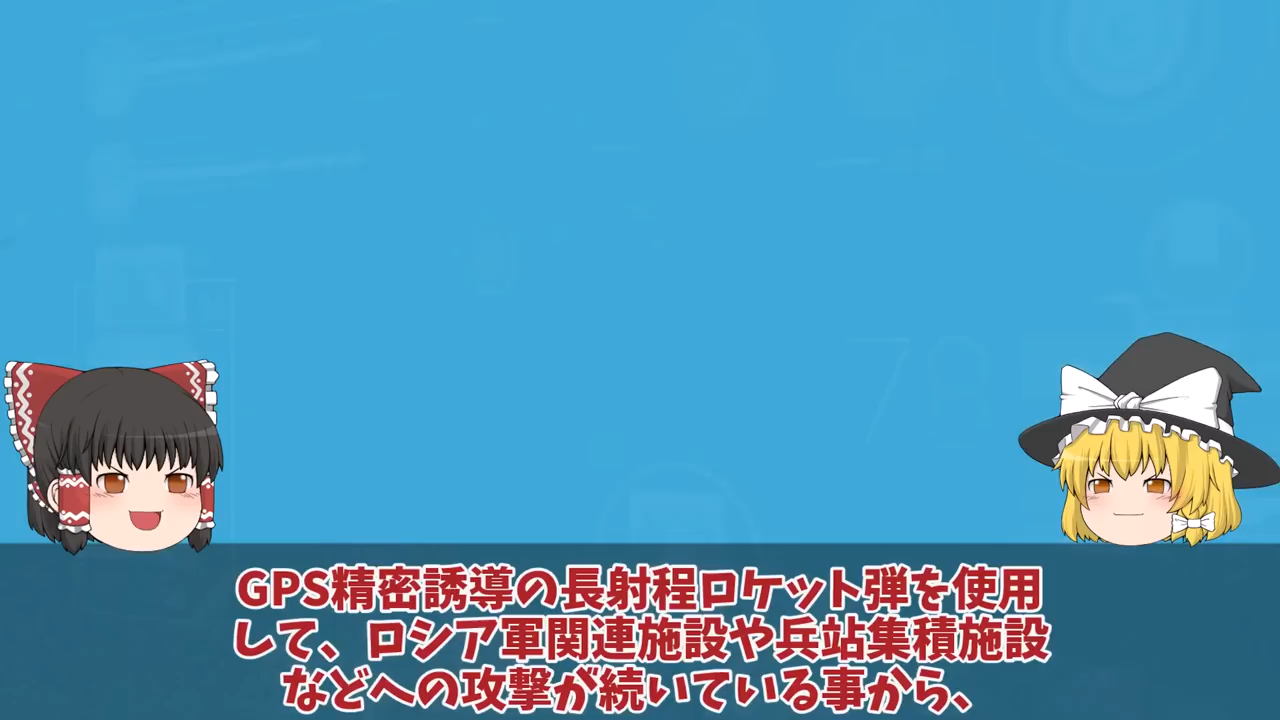 GPS精密誘導の長射程ロケット弾を使用
して、ロシア軍関連施設や兵站集積施設
などへの攻撃が続いている事から、